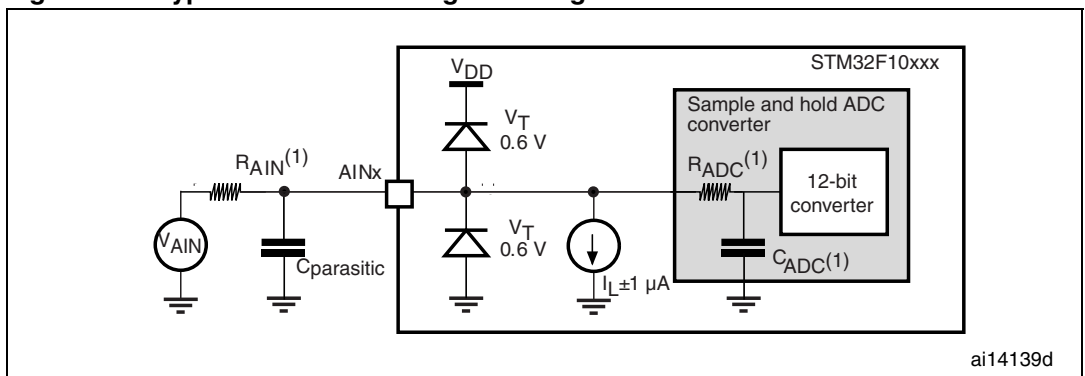 STM32F10xxx
VDD
Sample and hold ADC
converter
VT
0.6 V
RAIN(1)
AINx
RADC(1)
12-bit
converter
VAIN
Cparasitic
VT
0.6 V
IL±1 µA
CADC(1)
ai14139d